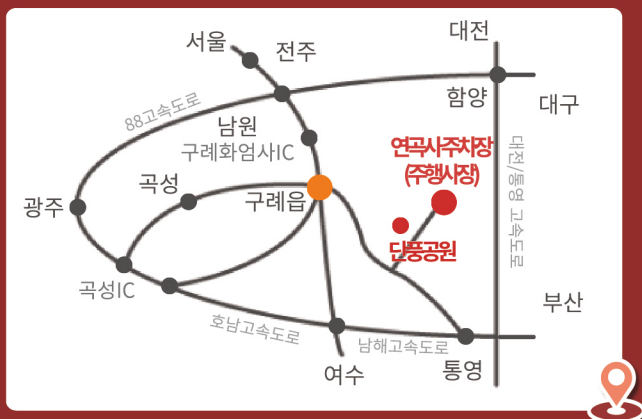 대전
서울
전주
함양
대구
88고속도로
남원
구례화엄사IC
연곡사주차장
(주행사장)
대전/통영 고속도로
곡성
구례읍
광주
단풍공원
곡성IC
부산
호남고속도로
남해고속도로
여수
통영